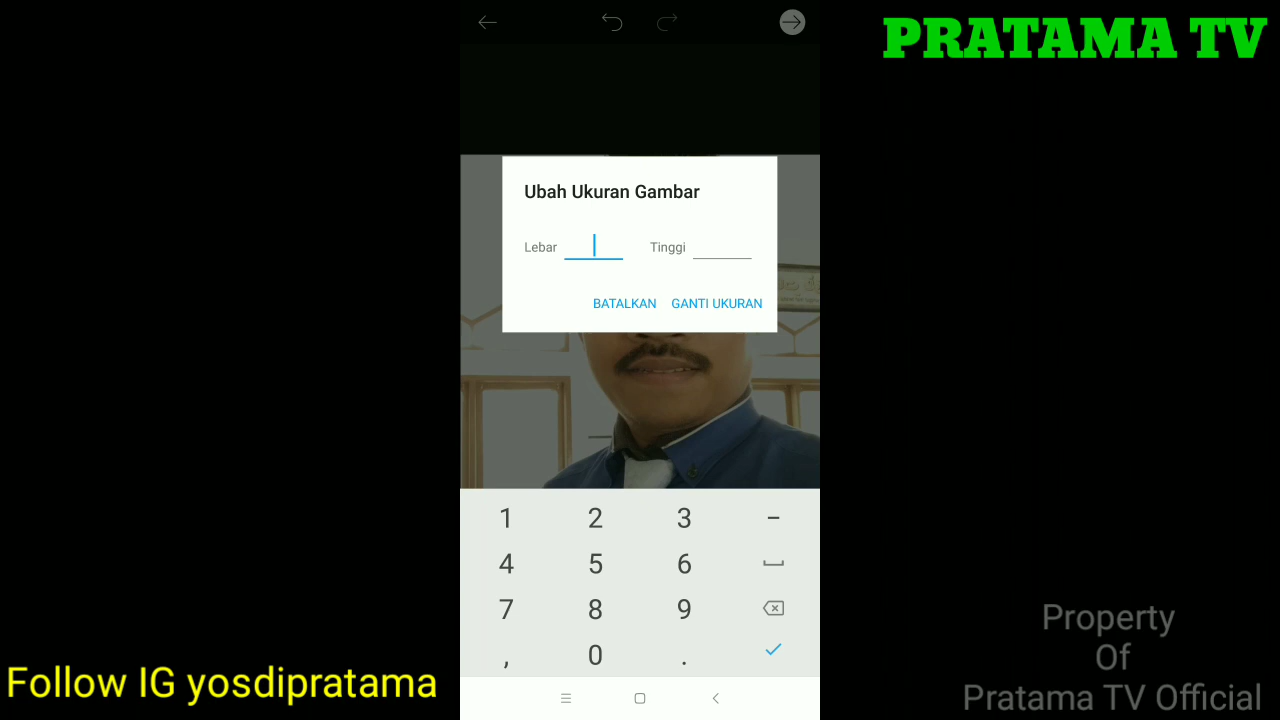 PRATAMA TV
Ubah Ukuran Gambar
Lebar
Tinggi
BATALKAN GANTI UKURAN
1 2 3 -
4 5 6
7 8 9
, 0 .
Follow IG yosdipratama
Property
Of
Pratama TV Official